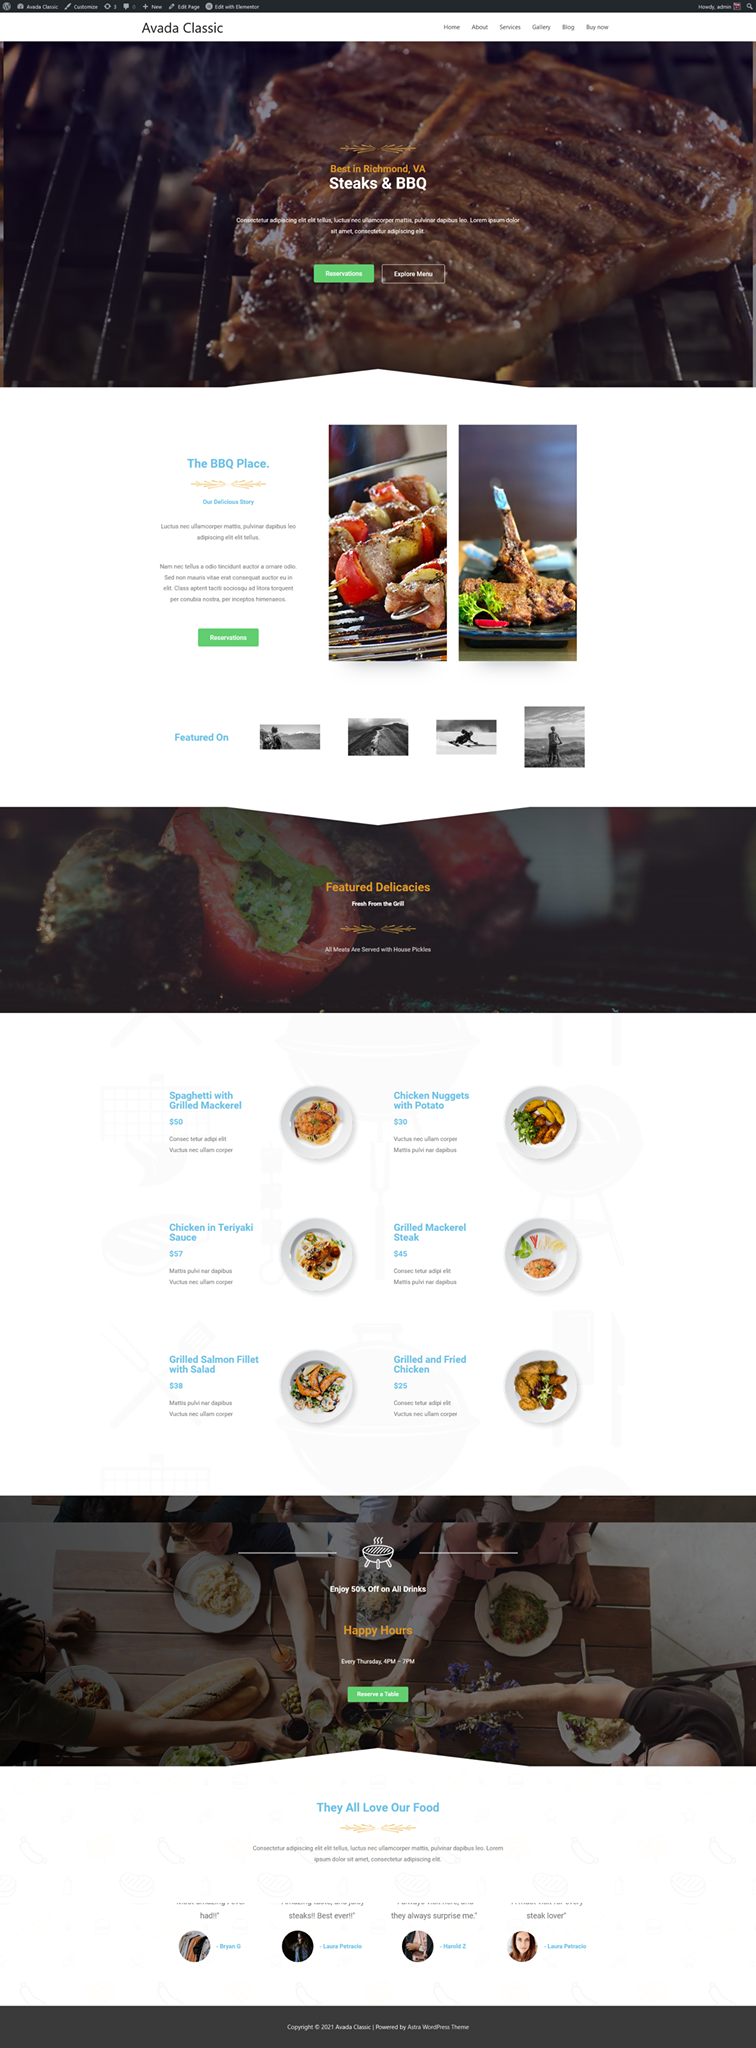 Avada Classic Customize 3 0 New Edit Page Edit with Elementor Howdy, admin
Avada Classic
Home About Services Gallery Blog Buy now
Best in Richmond, VA
Steaks & BBQ
Consectetur adipiscing elit elit tellus, luctus nec ullamcorper mattis, pulvinar dapibus leo. Lorem ipsum dolor
sit amet, consectetur adipiscing elit.
Reservations Explore Menu
The BBQ Place.
Our Delicious Story
Luctus nec ullamcorper mattis, pulvinar dapibus leo
adipiscing elit elit tellus.
Nam nec tellus a odio tincidunt auctor a ornare odio.
Sed non mauris vitae erat consequat auctor eu in
elit. Class aptent taciti sociosqu ad litora torquent
per conubia nostra, per inceptos himenaeos.
Reservations
Featured On
Featured Delicacies
Fresh From the Grill
All Meats Are Served with House Pickles
Spaghetti with
Grilled Mackerel
$50
Consec tetur adipi elit
Vuctus nec ullam corper
Chicken Nuggets
with Potato
$30
Vuctus nec ullam corper
Mattis pulvi nar dapibus
Chicken in Teriyaki
Sauce
$57
Mattis pulvi nar dapibus
Vuctus nec ullam corper
Grilled Mackerel
Steak
$45
Consec tetur adipi elit
Mattis pulvi nar dapibus
Grilled Salmon Fillet
with Salad
$38
Mattis pulvi nar dapibus
Vuctus nec ullam corper
Grilled and Fried
Chicken
$25
Consec tetur adipi elit
Vuctus nec ullam corper
Enjoy 50% Off on All Drinks
Happy Hours
Every Thursday, 4PM – 7PM
Reserve a Table
They All Love Our Food
Consectetur adipiscing elit elit tellus, luctus nec ullamcorper mattis, pulvinar dapibus leo. Lorem
ipsum dolor sit amet, consectetur adipiscing elit.
had!!"
- Bryan G
steaks!! Best ever!!"
- Laura Petracio
they always surprise me."
- Harold Z
steak lover"
- Laura Petracio
Copyright © 2021 Avada Classic | Powered by Astra WordPress Theme